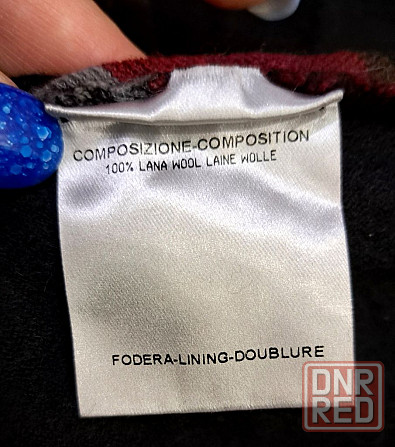 COMPOSIZIONE-COMPOSITION
100% LANA WOOL LAINE WOLLE
FODERA-LINING-DOUBLURE
DNR
RED